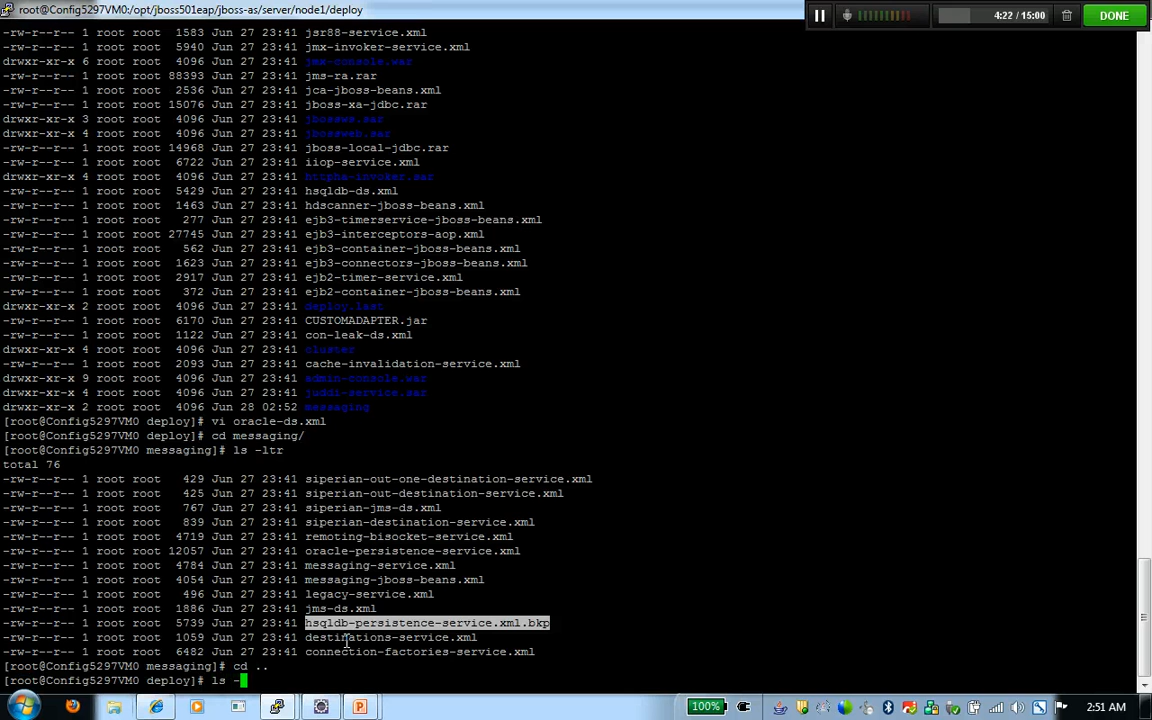 root@Config5297VM0:/opt/jboss501eap/jboss-as/server/node1/deploy
4:22 / 15:00
DONE
-rw-r--r-- 1 root root  1583 Jun 27 23:41 jsr88-service.xml
-rw-r--r-- 1 root root  5940 Jun 27 23:41 jmx-invoker-service.xml
drwxr-xr-x 6 root root  4096 Jun 27 23:41 jmx-console.war
-rw-r--r-- 1 root root 88393 Jun 27 23:41 jms-ra.rar
-rw-r--r-- 1 root root  2536 Jun 27 23:41 jca-jboss-beans.xml
-rw-r--r-- 1 root root 15076 Jun 27 23:41 jboss-xa-jdbc.rar
drwxr-xr-x 3 root root  4096 Jun 27 23:41 jbossws.sar
drwxr-xr-x 4 root root  4096 Jun 27 23:41 jbossweb.sar
-rw-r--r-- 1 root root 14968 Jun 27 23:41 jboss-local-jdbc.rar
-rw-r--r-- 1 root root  6722 Jun 27 23:41 iiop-service.xml
drwxr-xr-x 4 root root  4096 Jun 27 23:41 httpha-invoker.sar
-rw-r--r-- 1 root root  5429 Jun 27 23:41 hsqldb-ds.xml
-rw-r--r-- 1 root root  1463 Jun 27 23:41 hdscanner-jboss-beans.xml
-rw-r--r-- 1 root root   277 Jun 27 23:41 ejb3-timerservice-jboss-beans.xml
-rw-r--r-- 1 root root 27745 Jun 27 23:41 ejb3-interceptors-aop.xml
-rw-r--r-- 1 root root   562 Jun 27 23:41 ejb3-container-jboss-beans.xml
-rw-r--r-- 1 root root  1623 Jun 27 23:41 ejb3-connectors-jboss-beans.xml
-rw-r--r-- 1 root root  2917 Jun 27 23:41 ejb2-timer-service.xml
-rw-r--r-- 1 root root   372 Jun 27 23:41 ejb2-container-jboss-beans.xml
drwxr-xr-x 2 root root  4096 Jun 27 23:41 deploy.last
-rw-r--r-- 1 root root  6170 Jun 27 23:41 CUSTOMADAPTER.jar
-rw-r--r-- 1 root root  1122 Jun 27 23:41 con-leak-ds.xml
drwxr-xr-x 4 root root  4096 Jun 27 23:41 cluster
-rw-r--r-- 1 root root  2093 Jun 27 23:41 cache-invalidation-service.xml
drwxr-xr-x 9 root root  4096 Jun 27 23:41 admin-console.war
drwxr-xr-x 4 root root  4096 Jun 27 23:41 juddi-service.sar
drwxr-xr-x 2 root root  4096 Jun 28 02:52 messaging
[root@Config5297VM0 deploy]# vi oracle-ds.xml
[root@Config5297VM0 deploy]# cd messaging/
[root@Config5297VM0 messaging]# ls -ltr
total 76
-rw-r--r-- 1 root root   429 Jun 27 23:41 siperian-out-one-destination-service.xml
-rw-r--r-- 1 root root   425 Jun 27 23:41 siperian-out-destination-service.xml
-rw-r--r-- 1 root root   767 Jun 27 23:41 siperian-jms-ds.xml
-rw-r--r-- 1 root root   839 Jun 27 23:41 siperian-destination-service.xml
-rw-r--r-- 1 root root  4719 Jun 27 23:41 remoting-bisocket-service.xml
-rw-r--r-- 1 root root 12057 Jun 27 23:41 oracle-persistence-service.xml
-rw-r--r-- 1 root root  4784 Jun 27 23:41 messaging-service.xml
-rw-r--r-- 1 root root  4054 Jun 27 23:41 messaging-jboss-beans.xml
-rw-r--r-- 1 root root   496 Jun 27 23:41 legacy-service.xml
-rw-r--r-- 1 root root  1886 Jun 27 23:41 jms-ds.xml
-rw-r--r-- 1 root root  5739 Jun 27 23:41 hsqldb-persistence-service.xml.bkp
-rw-r--r-- 1 root root  1059 Jun 27 23:41 destinations-service.xml
-rw-r--r-- 1 root root  6482 Jun 27 23:41 connection-factories-service.xml
[root@Config5297VM0 messaging]# cd ..
[root@Config5297VM0 deploy]# ls -
100%
2:51 AM